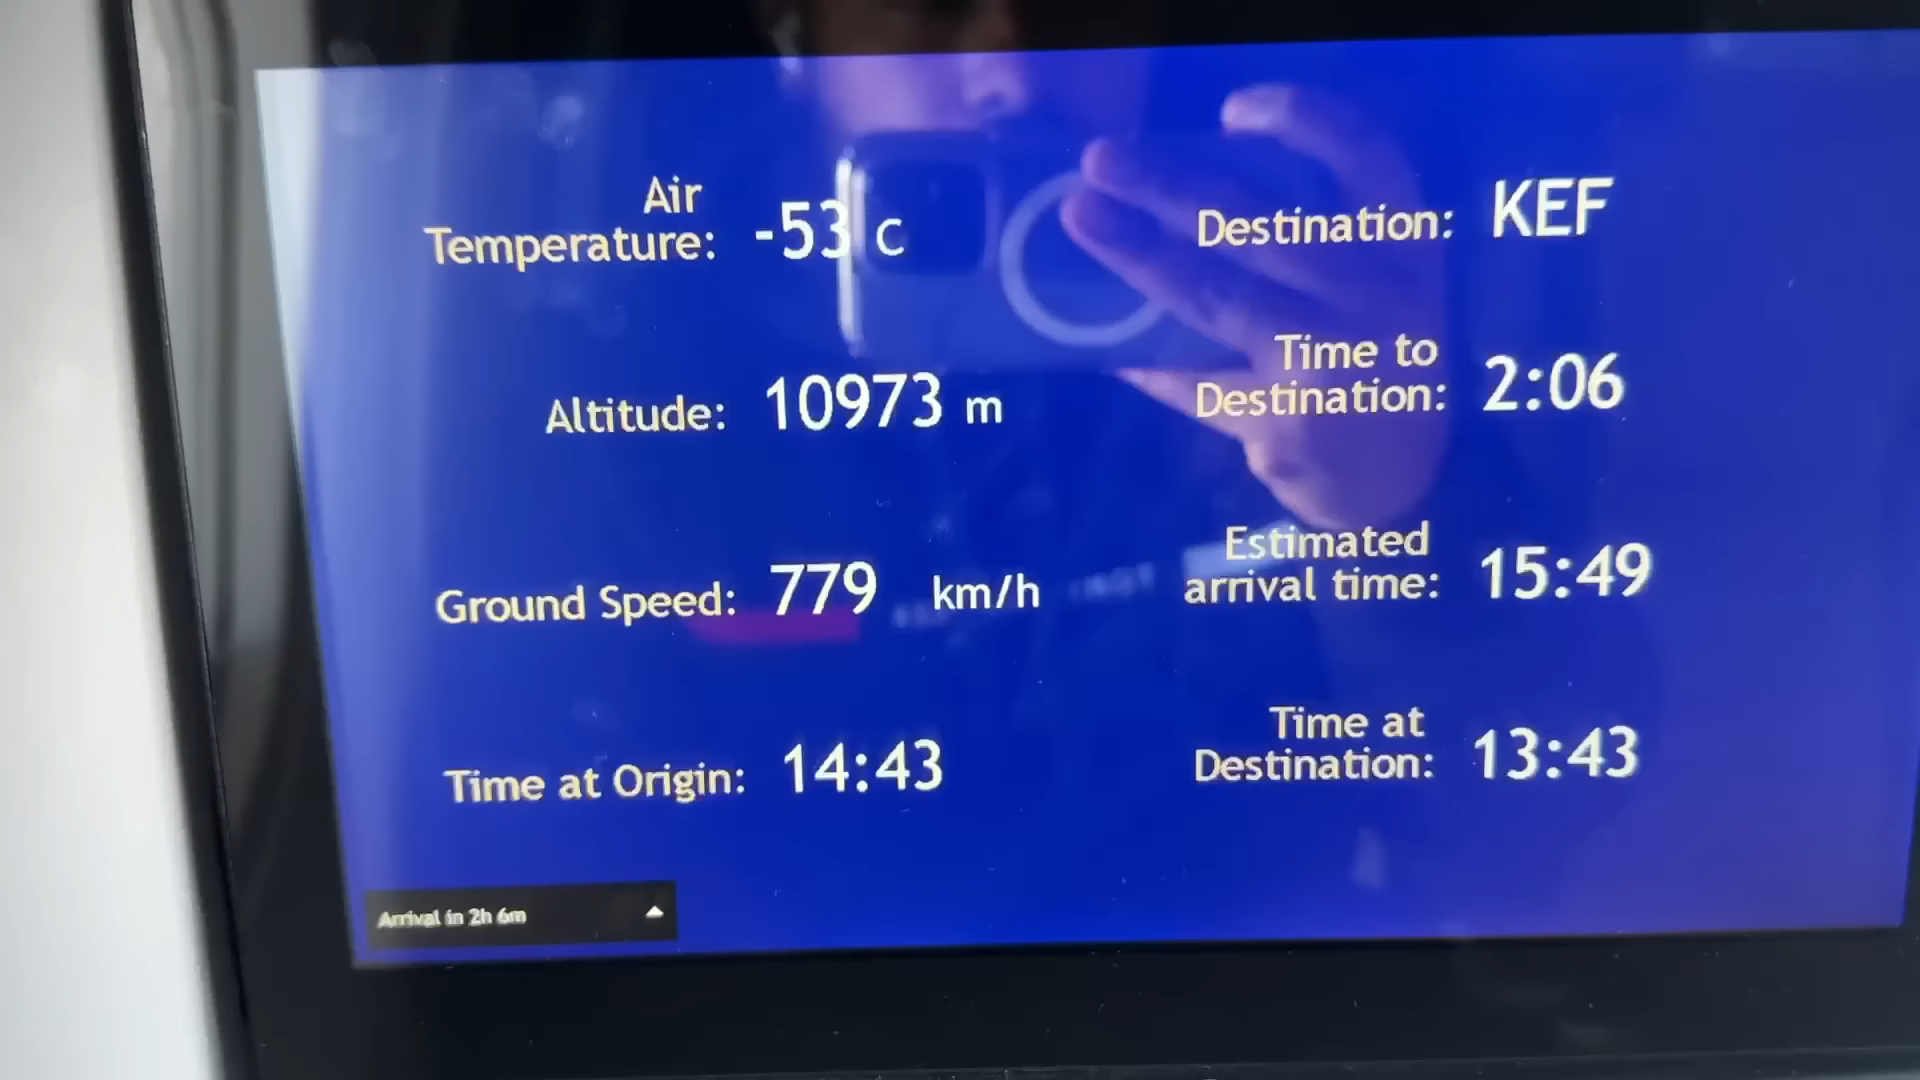 Air
Temperature: -53 C
Altitude: 10973 m
Ground Speed: 779 km/h
Time at Origin: 14:43
Destination: KEF
Time to
Destination: 2:06
Estimated
arrival time: 15:49
Time at
Destination: 13:43
Arrival in 2h 6m